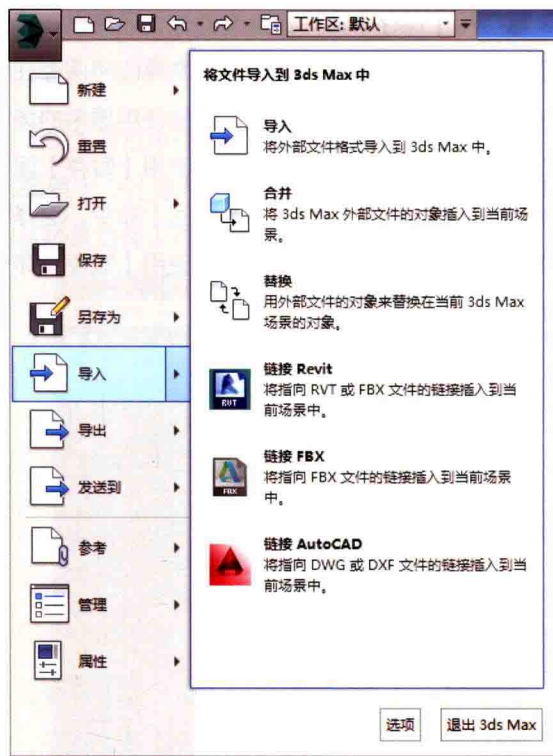 工作区: 默认
新建
重置
打开
保存
另存为
导入
导出
发送到
参考
管理
属性
将文件导入到 3ds Max 中
导入
将外部文件格式导入到 3ds Max 中。
合并
将 3ds Max 外部文件的对象插入到当前场
景。
替换
用外部文件的对象来替换在当前 3ds Max
场景的对象。
RVT
链接 Revit
将指向 RVT 或 FBX 文件的链接插入到当
前场景中。
FBX
链接 FBX
将指向 FBX 文件的链接插入到当前场景
中。
链接 AutoCAD
将指向 DWG 或 DXF 文件的链接插入到当
前场景中。
选项
退出 3ds Max